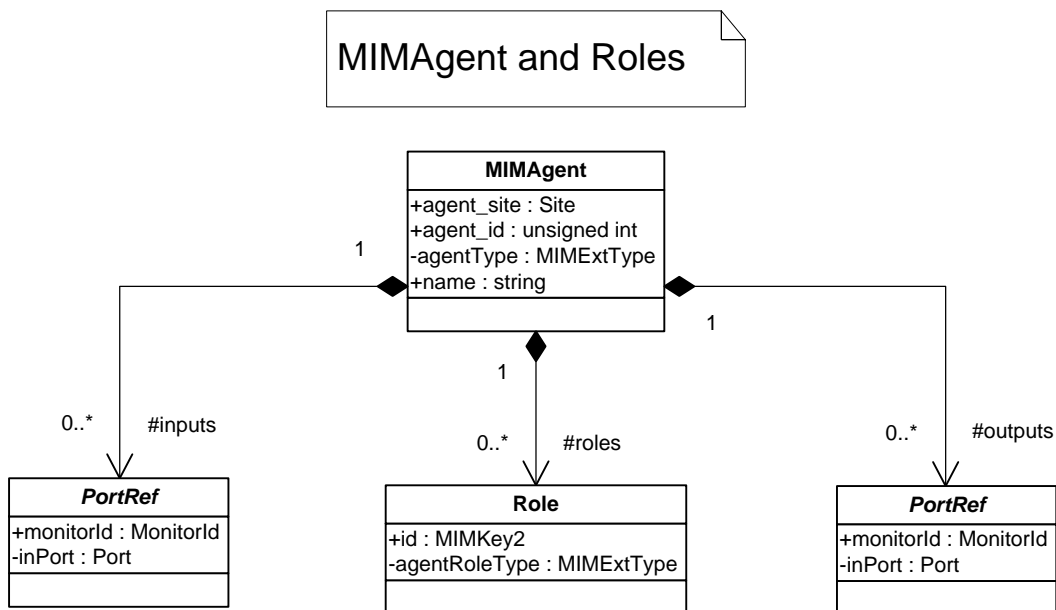 MIMAgent and Roles
MIMAgent
+agent_site : Site
+agent_id : unsigned int
-agentType : MIMExtType
+name : string
1
1
1
0..*
#inputs
0..*
#roles
0..*
#outputs
PortRef
+monitorId : MonitorId
-inPort : Port
Role
+id : MIMKey2
-agentRoleType : MIMExtType
PortRef
+monitorId : MonitorId
-inPort : Port